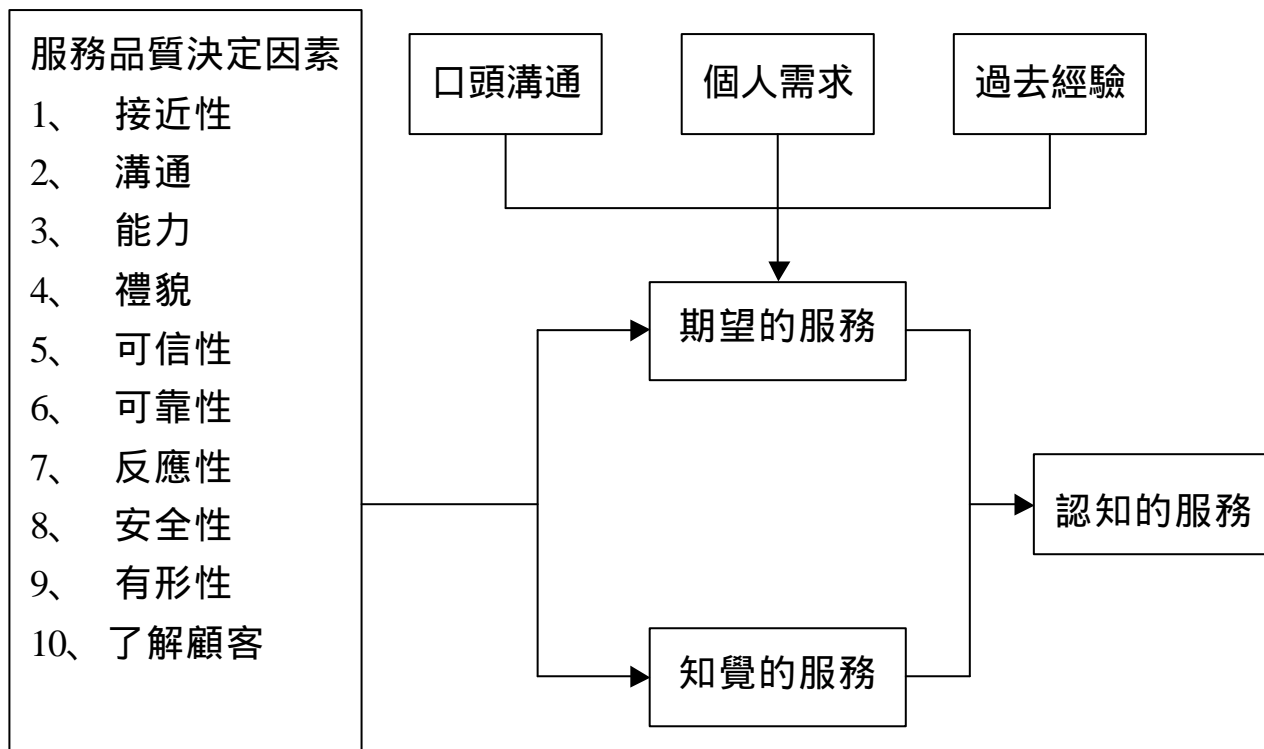 服務品質決定因素
1、 接近性
2、 溝通
3、 能力
4、 禮貌
5、 可信性
6、 可靠性
7、 反應性
8、 安全性
9、 有形性
10、 了解顧客
口頭溝通
個人需求
過去經驗
期望的服務
知覺的服務
認知的服務